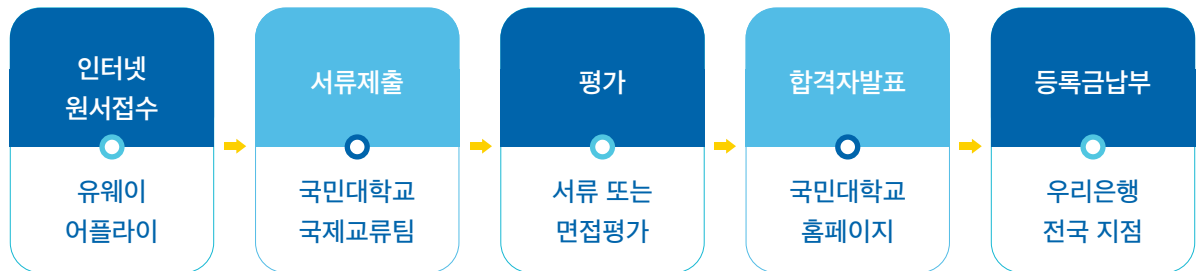 인터넷
원서접수
유웨이
어플라이
서류제출
국민대학교
국제교류팀
평가
서류 또는
면접평가
합격자발표
국민대학교
홈페이지
등록금납부
우리은행
전국 지점